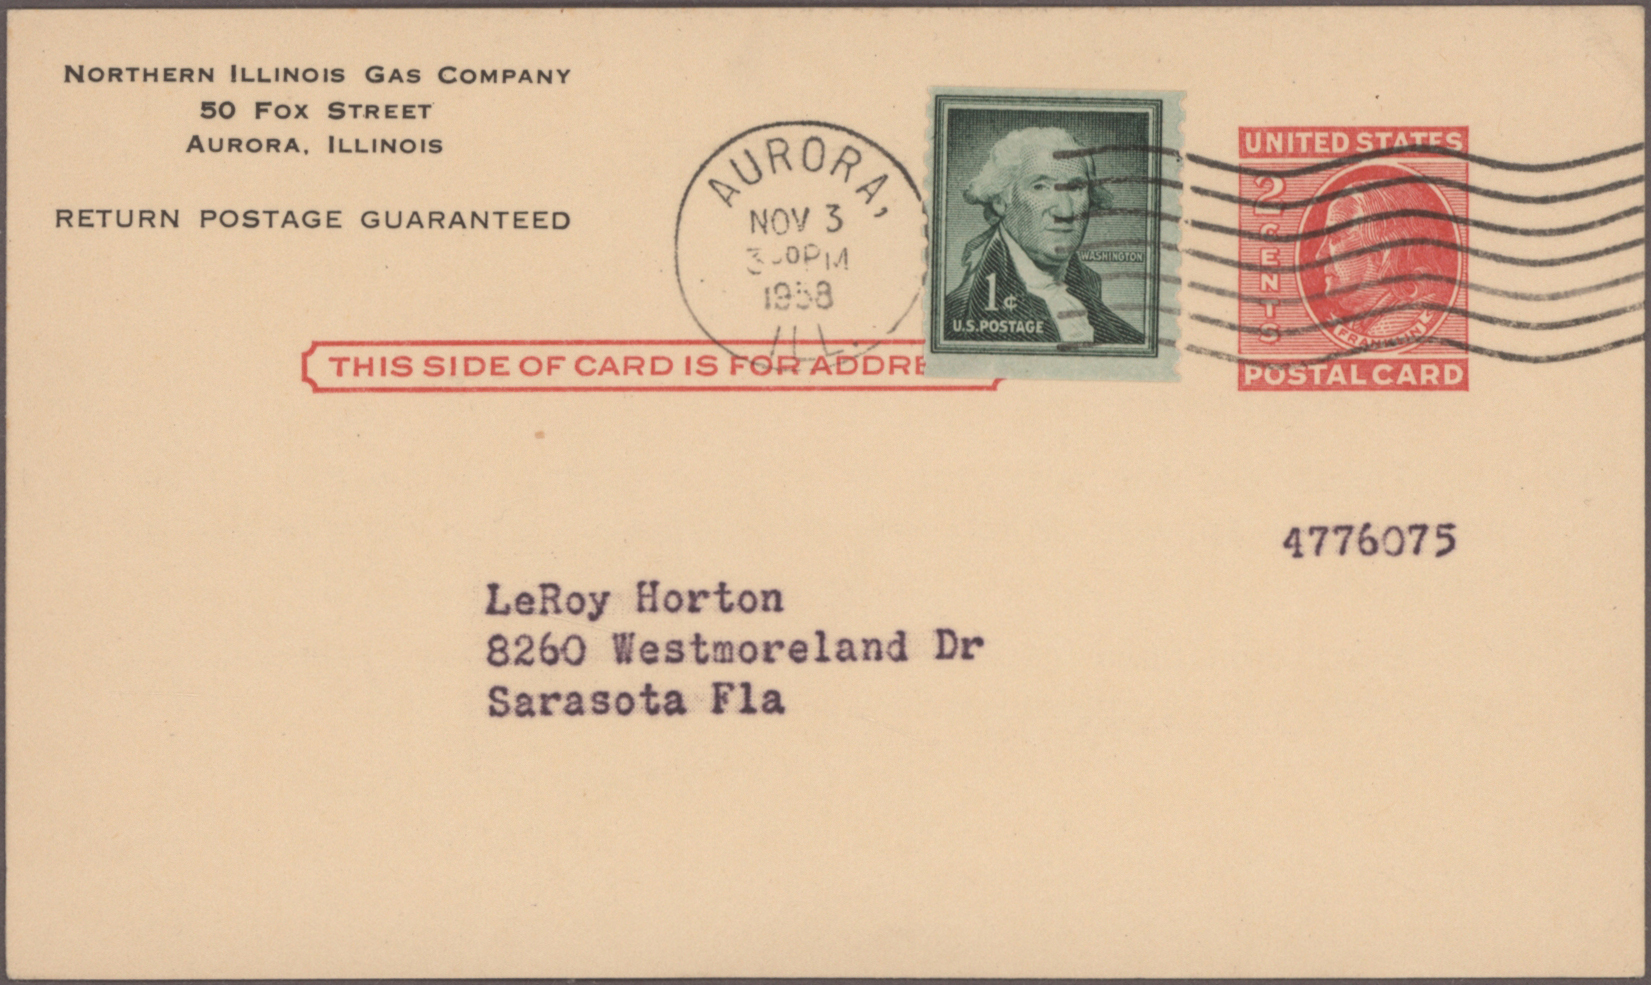 NORTHERN ILLINOIS GAS COMPANY
50 FOX STREET
AURORA, ILLINOIS
RETURN POSTAGE GUARANTEED
AURORA,
NOV 3
PM
1958
ILL.
WASHINGTON
1¢
U.S. POSTAGE
UNITED STATES
2 CENTS
FRANKLIN
POSTAL CARD
THIS SIDE OF CARD IS FOR ADDRE
4776075
LeRoy Horton
8260 Westmoreland Dr
Sarasota Fla